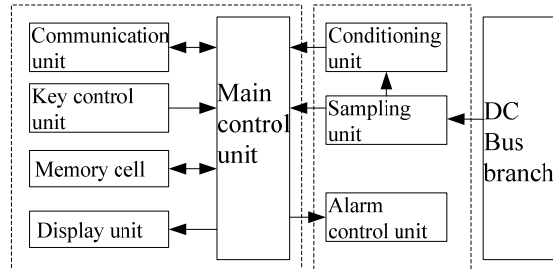 Communication
unit
Key control
unit
Memory cell
Display unit
Main
control
unit
Conditioning
unit
Sampling
unit
Alarm
control unit
DC
Bus
branch